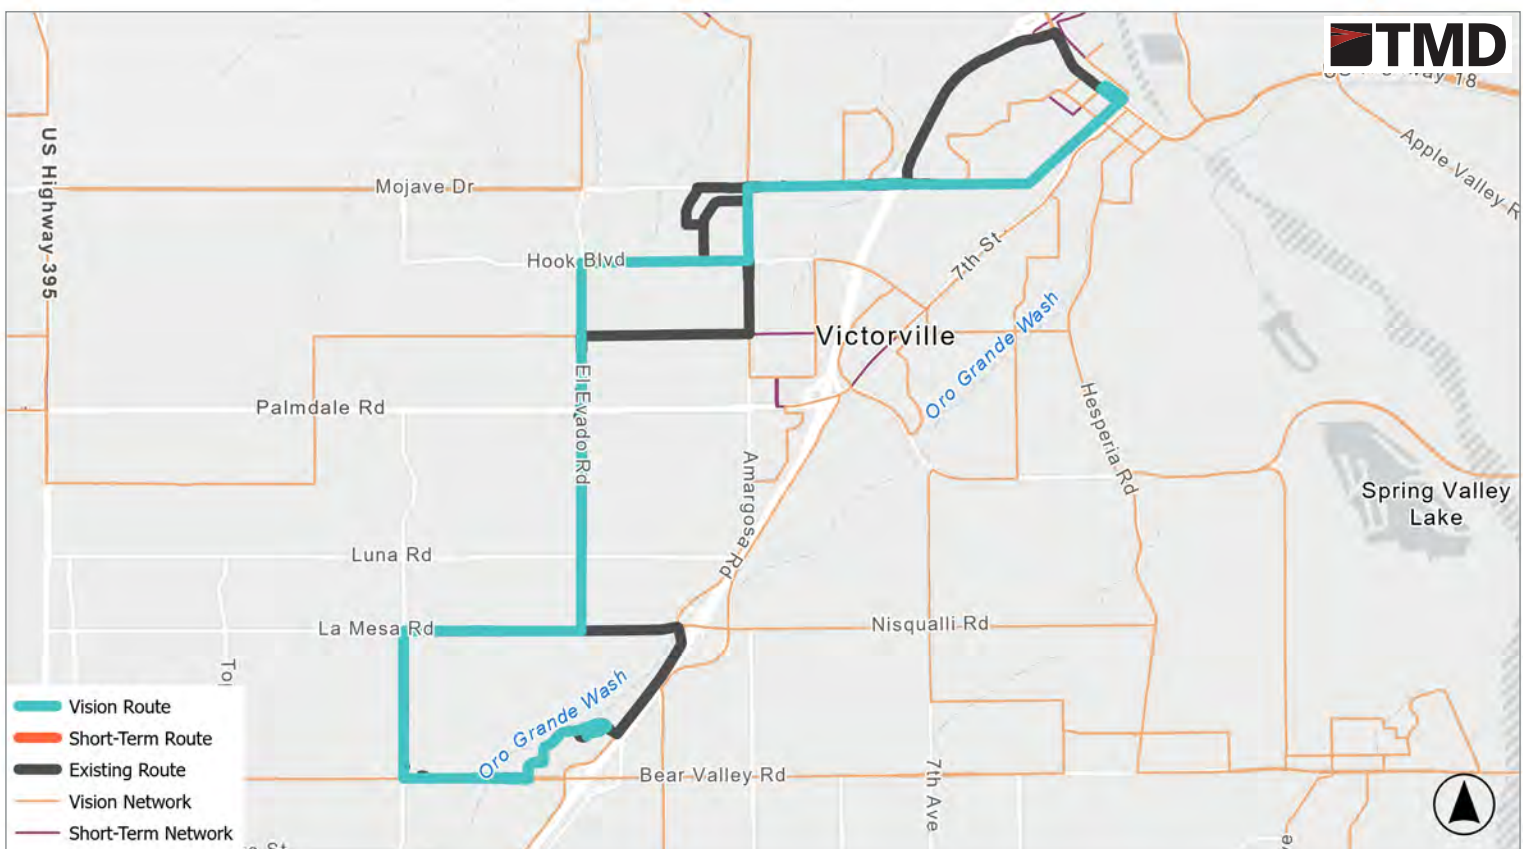 TMD
way 18
Apple Valley R
US Highway 395
Mojave Dr
Hook Blvd
7th St
Oro Grande Wash
Victorville
El Evado Rd
Palmdale Rd
Hesperia Rd
Amargosa Rd
Spring Valley
Lake
Luna Rd
La Mesa Rd
Nisqualli Rd
Oro Grande Wash
Bear Valley Rd
7th Ave
Vision Route
Short-Term Route
Existing Route
Vision Network
Short-Term Network